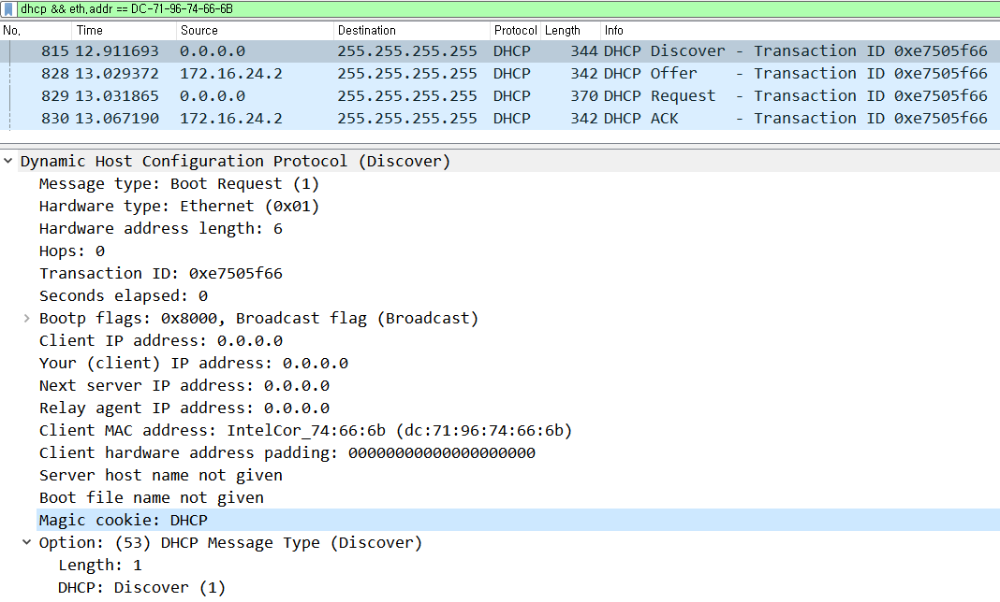 dhcp && eth.addr == DC-71-96-74-66-6B
No. Time Source Destination Protocol Length Info
815 12.911693 0.0.0.0 255.255.255.255 DHCP 344 DHCP Discover - Transaction ID 0xe7505f66
828 13.029372 172.16.24.2 255.255.255.255 DHCP 342 DHCP Offer - Transaction ID 0xe7505f66
829 13.031865 0.0.0.0 255.255.255.255 DHCP 370 DHCP Request - Transaction ID 0xe7505f66
830 13.067190 172.16.24.2 255.255.255.255 DHCP 342 DHCP ACK - Transaction ID 0xe7505f66
Dynamic Host Configuration Protocol (Discover)
Message type: Boot Request (1)
Hardware type: Ethernet (0x01)
Hardware address length: 6
Hops: 0
Transaction ID: 0xe7505f66
Seconds elapsed: 0
Bootp flags: 0x8000, Broadcast flag (Broadcast)
Client IP address: 0.0.0.0
Your (client) IP address: 0.0.0.0
Next server IP address: 0.0.0.0
Relay agent IP address: 0.0.0.0
Client MAC address: IntelCor_74:66:6b (dc:71:96:74:66:6b)
Client hardware address padding: 00000000000000000000
Server host name not given
Boot file name not given
Magic cookie: DHCP
Option: (53) DHCP Message Type (Discover)
Length: 1
DHCP: Discover (1)